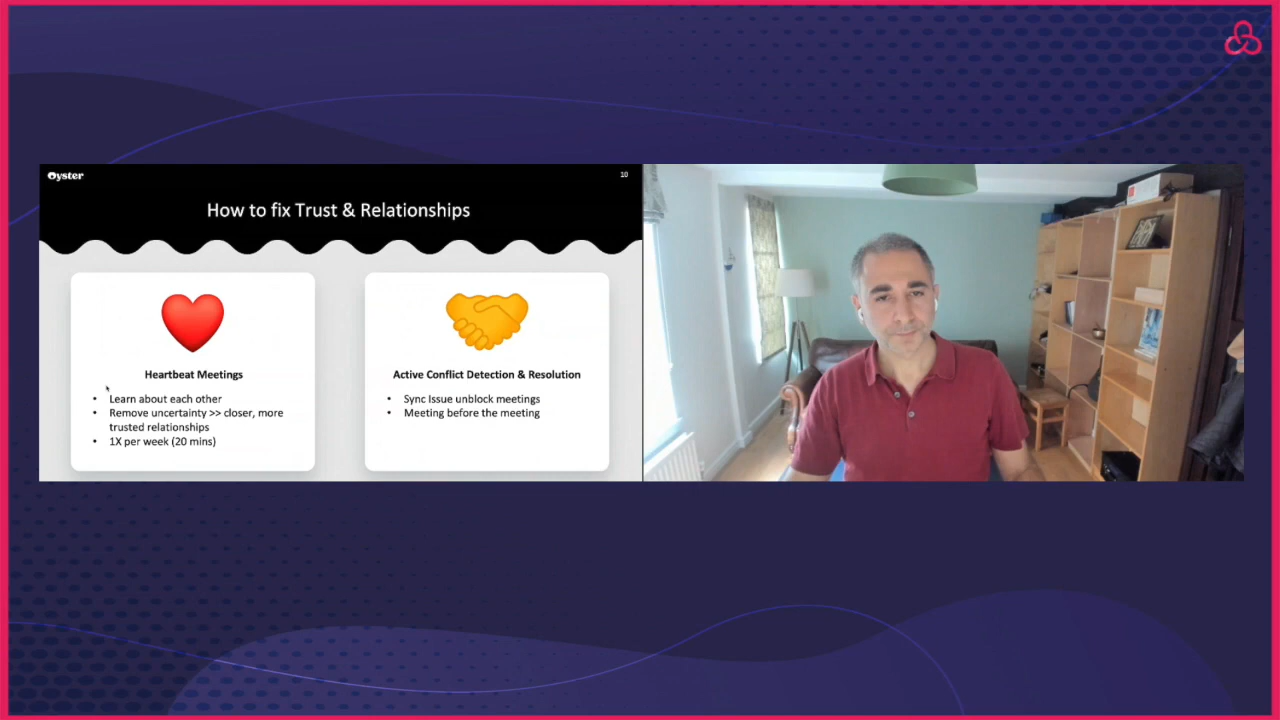 Oyster
10
How to fix Trust & Relationships
Heartbeat Meetings
• Learn about each other
• Remove uncertainty >> closer, more
trusted relationships
• 1X per week (20 mins)
Active Conflict Detection & Resolution
• Sync Issue unblock meetings
• Meeting before the meeting